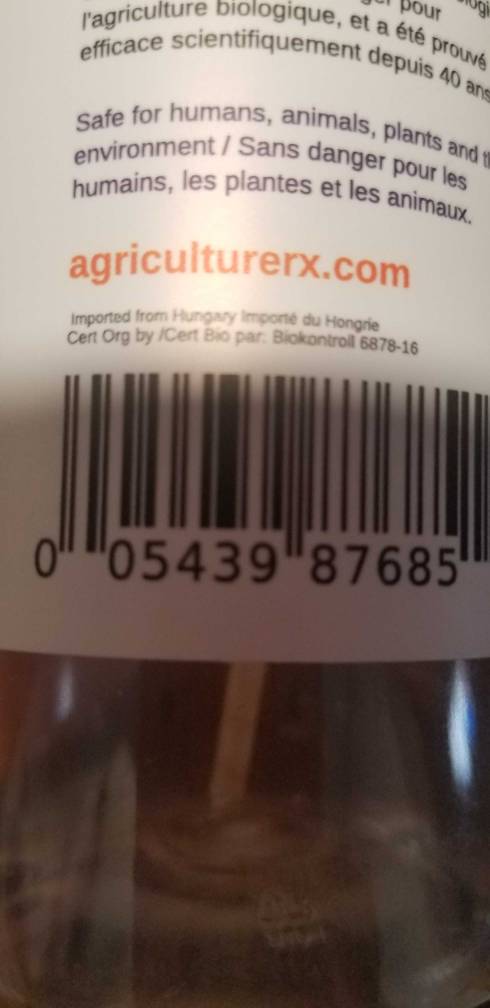 pour
l'agriculture biologique, et a été prouvé
efficace scientifiquement depuis 40 ans
Safe for humans, animals, plants and
environment / Sans danger pour les
humains, les plantes et les animaux.
agriculturerx.com
Imported from Hungary Importé du Hongrie
Cert Org by /Cert Bio par: Biokontroll 6878-16
0 05439 87685